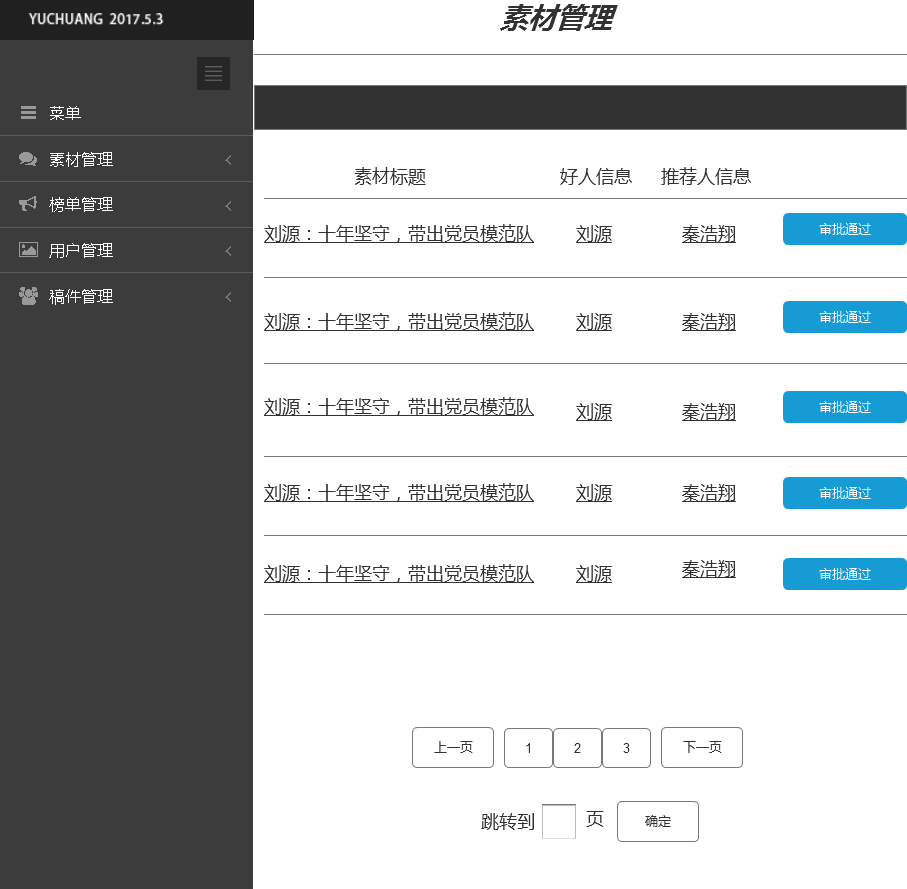 YUCHUANG 2017.5.3
菜单
素材管理
榜单管理
用户管理
稿件管理
素材管理
素材标题 好人信息 推荐人信息
刘源：十年坚守，带出党员模范队 刘源 秦浩翔 审批通过
刘源：十年坚守，带出党员模范队 刘源 秦浩翔 审批通过
刘源：十年坚守，带出党员模范队 刘源 秦浩翔 审批通过
刘源：十年坚守，带出党员模范队 刘源 秦浩翔 审批通过
刘源：十年坚守，带出党员模范队 刘源 秦浩翔 审批通过
上一页 1 2 3 下一页
跳转到 页 确定